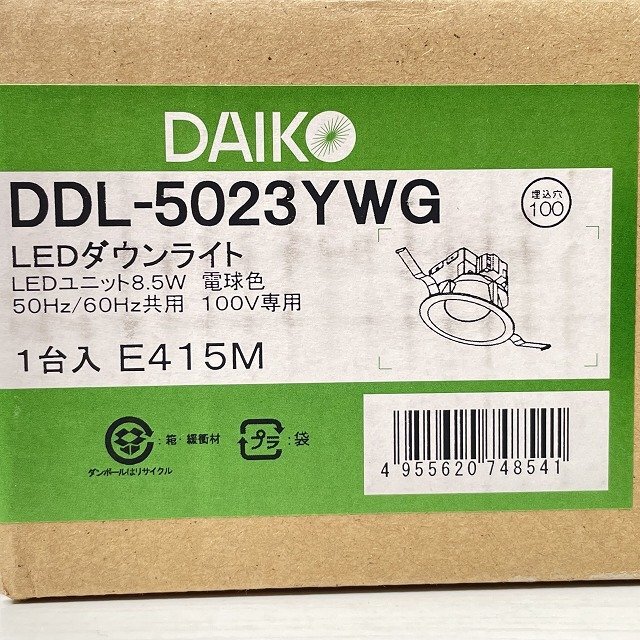 DAIKO
DDL-5023YWG
埋込穴
100
LEDダウンライト
LEDユニット8.5W 電球色
50Hz/60Hz共用 100V専用
1台入 E415M
:箱・緩衝材
ダンボールはリサイクル
プラ :袋
4 955620 748541